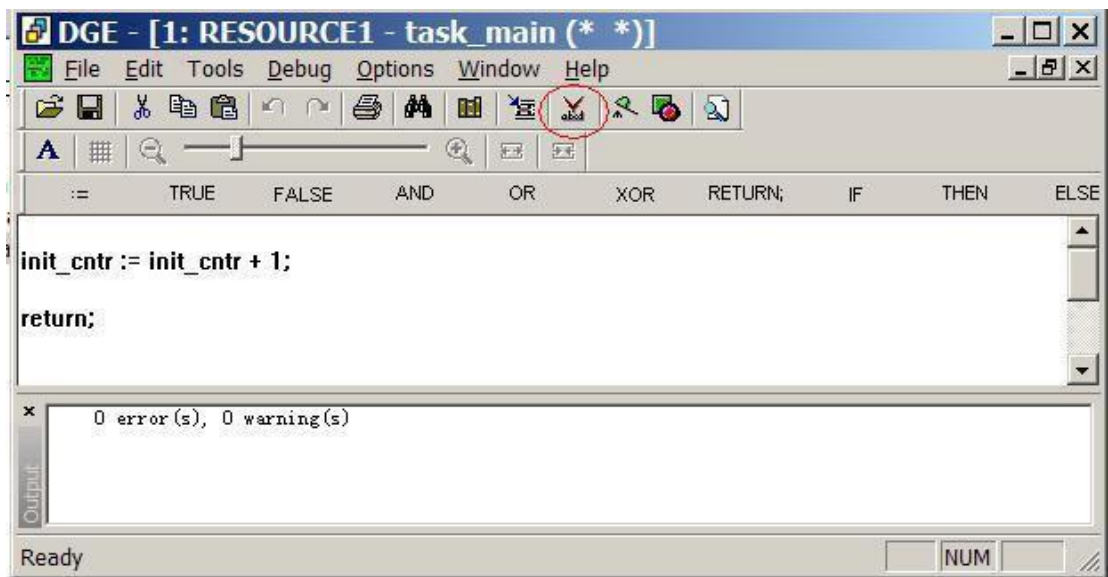 DGE - [1: RESOURCE1 - task_main (* *)]
File Edit Tools Debug Options Window Help
abcd
A
:= TRUE FALSE AND OR XOR RETURN; IF THEN ELSE
init_cntr := init_cntr + 1;
return;
0 error(s), 0 warning(s)
Output
Ready NUM